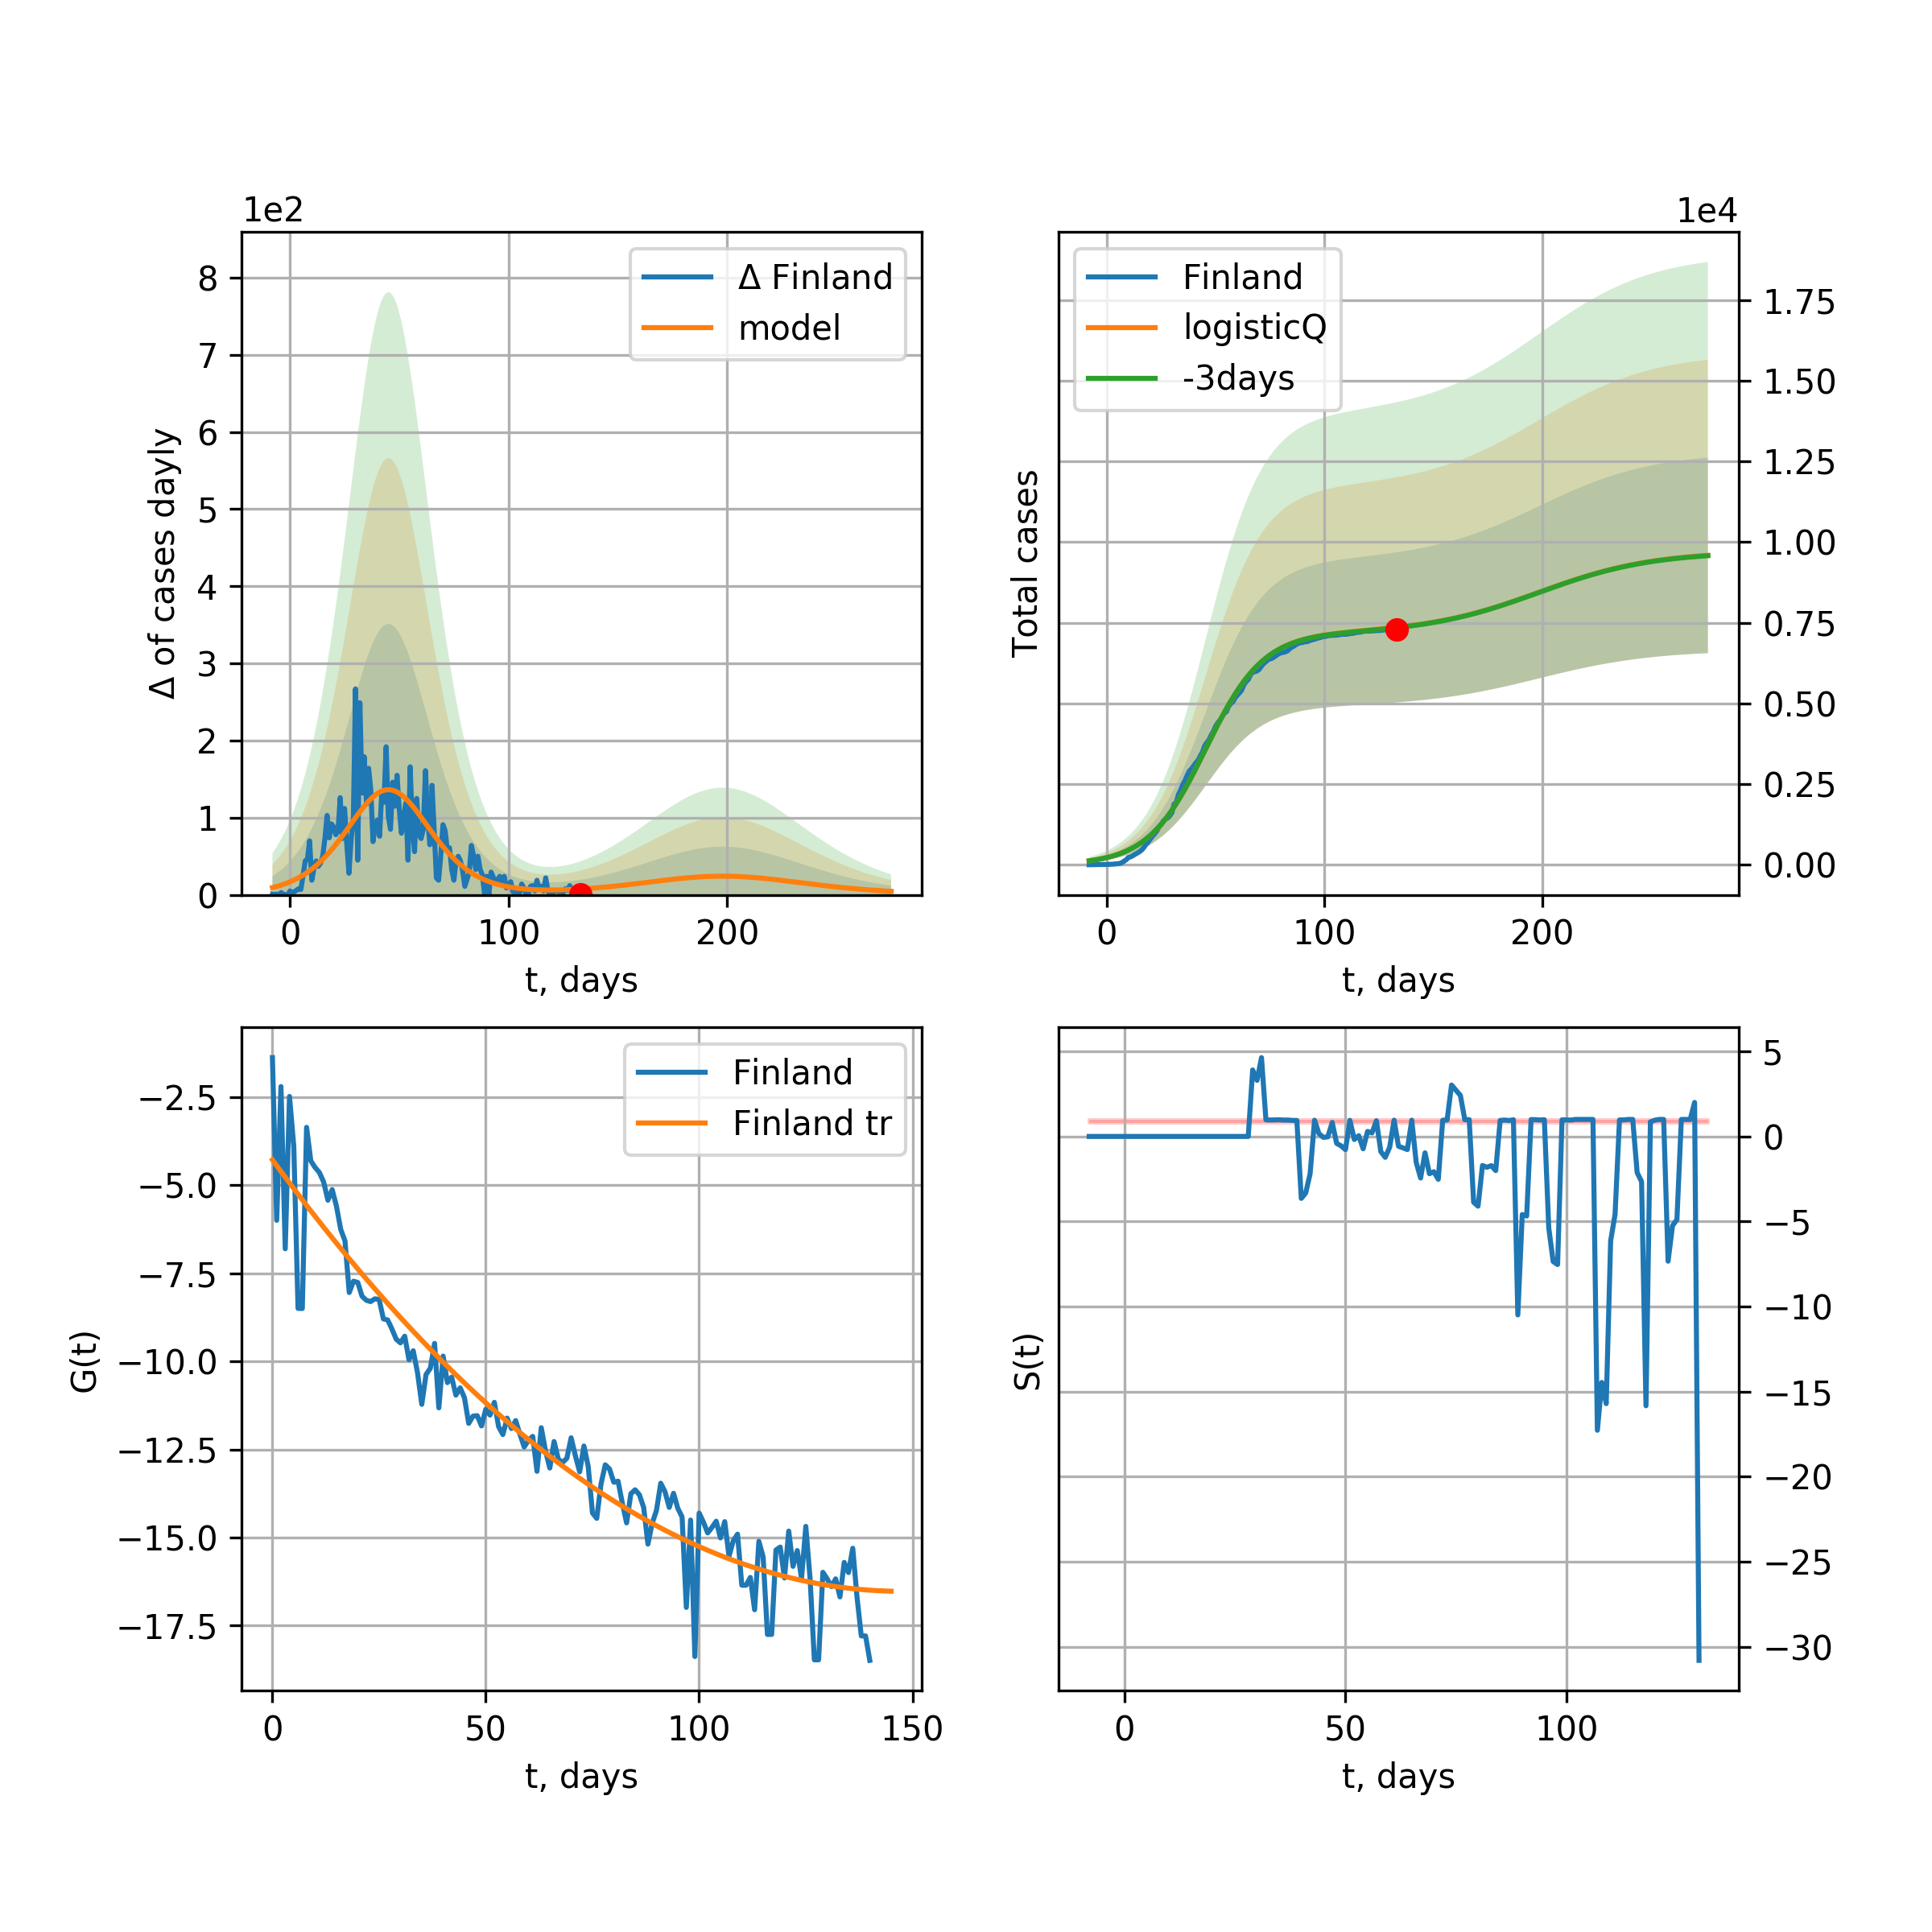 1e2
8
7
6
5
4
3
2
1
0
Δ of cases dayly
Δ Finland
model
0 100 200
t, days
1e4
Finland
logisticQ
-3days
Total cases
1.75
1.50
1.25
1.00
0.75
0.50
0.25
0.00
0 100 200
t, days
Finland
Finland tr
G(t)
−2.5
−5.0
−7.5
−10.0
−12.5
−15.0
−17.5
0 50 100 150
t, days
S(t)
5
0
−5
−10
−15
−20
−25
−30
0 50 100
t, days